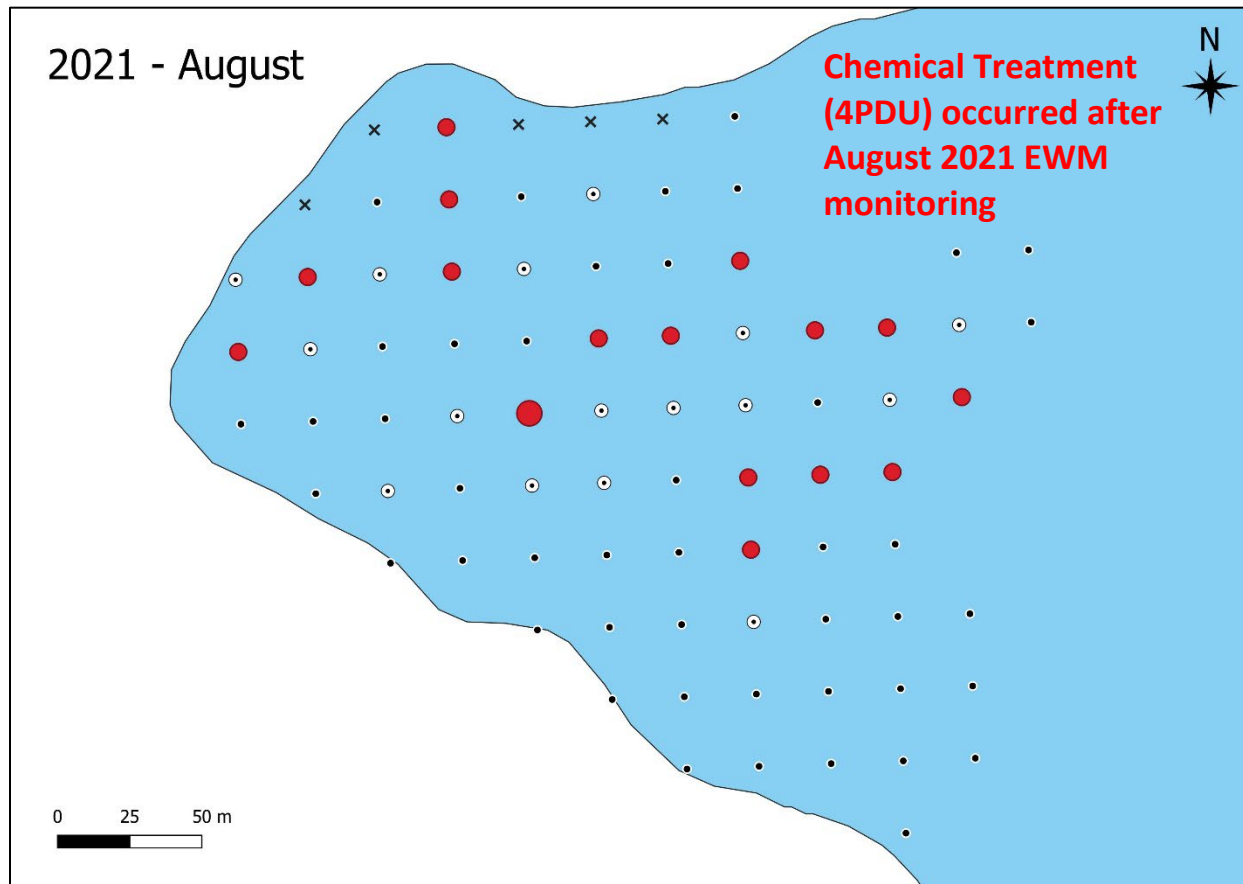 2021 - August
Chemical Treatment
(4PDU) occurred after
August 2021 EWM
monitoring
N
0 25 50 m